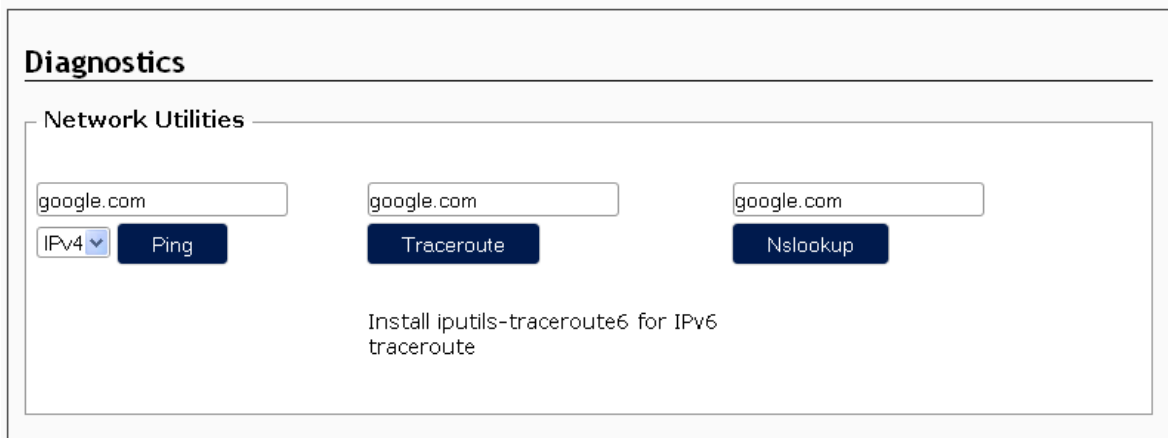 Diagnostics
Network Utilities
google.com
google.com
google.com
IPv4
Ping
Traceroute
Nslookup
Install iputils-traceroute6 for IPv6
traceroute